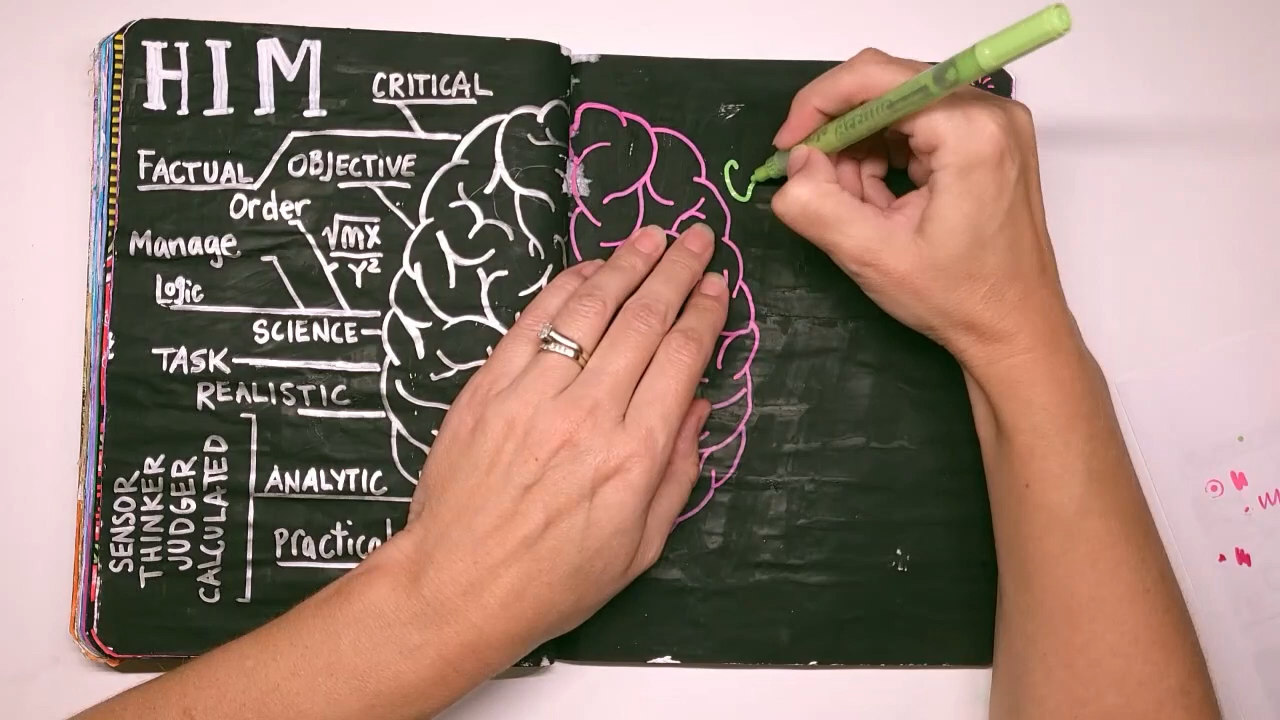 HIM
CRITICAL
FACTUAL
OBJECTIVE
Order
√mx
Y²
Manage
Logic
SCIENCE
TASK
REALISTIC
SENSOR
THINKER
JUDGER
CALCULATED
ANALYTIC
practical